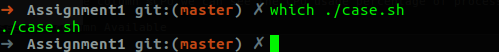 → Assignment1 git:(master) ✗ which ./case.sh
./case.sh
→ Assignment1 git:(master) ✗